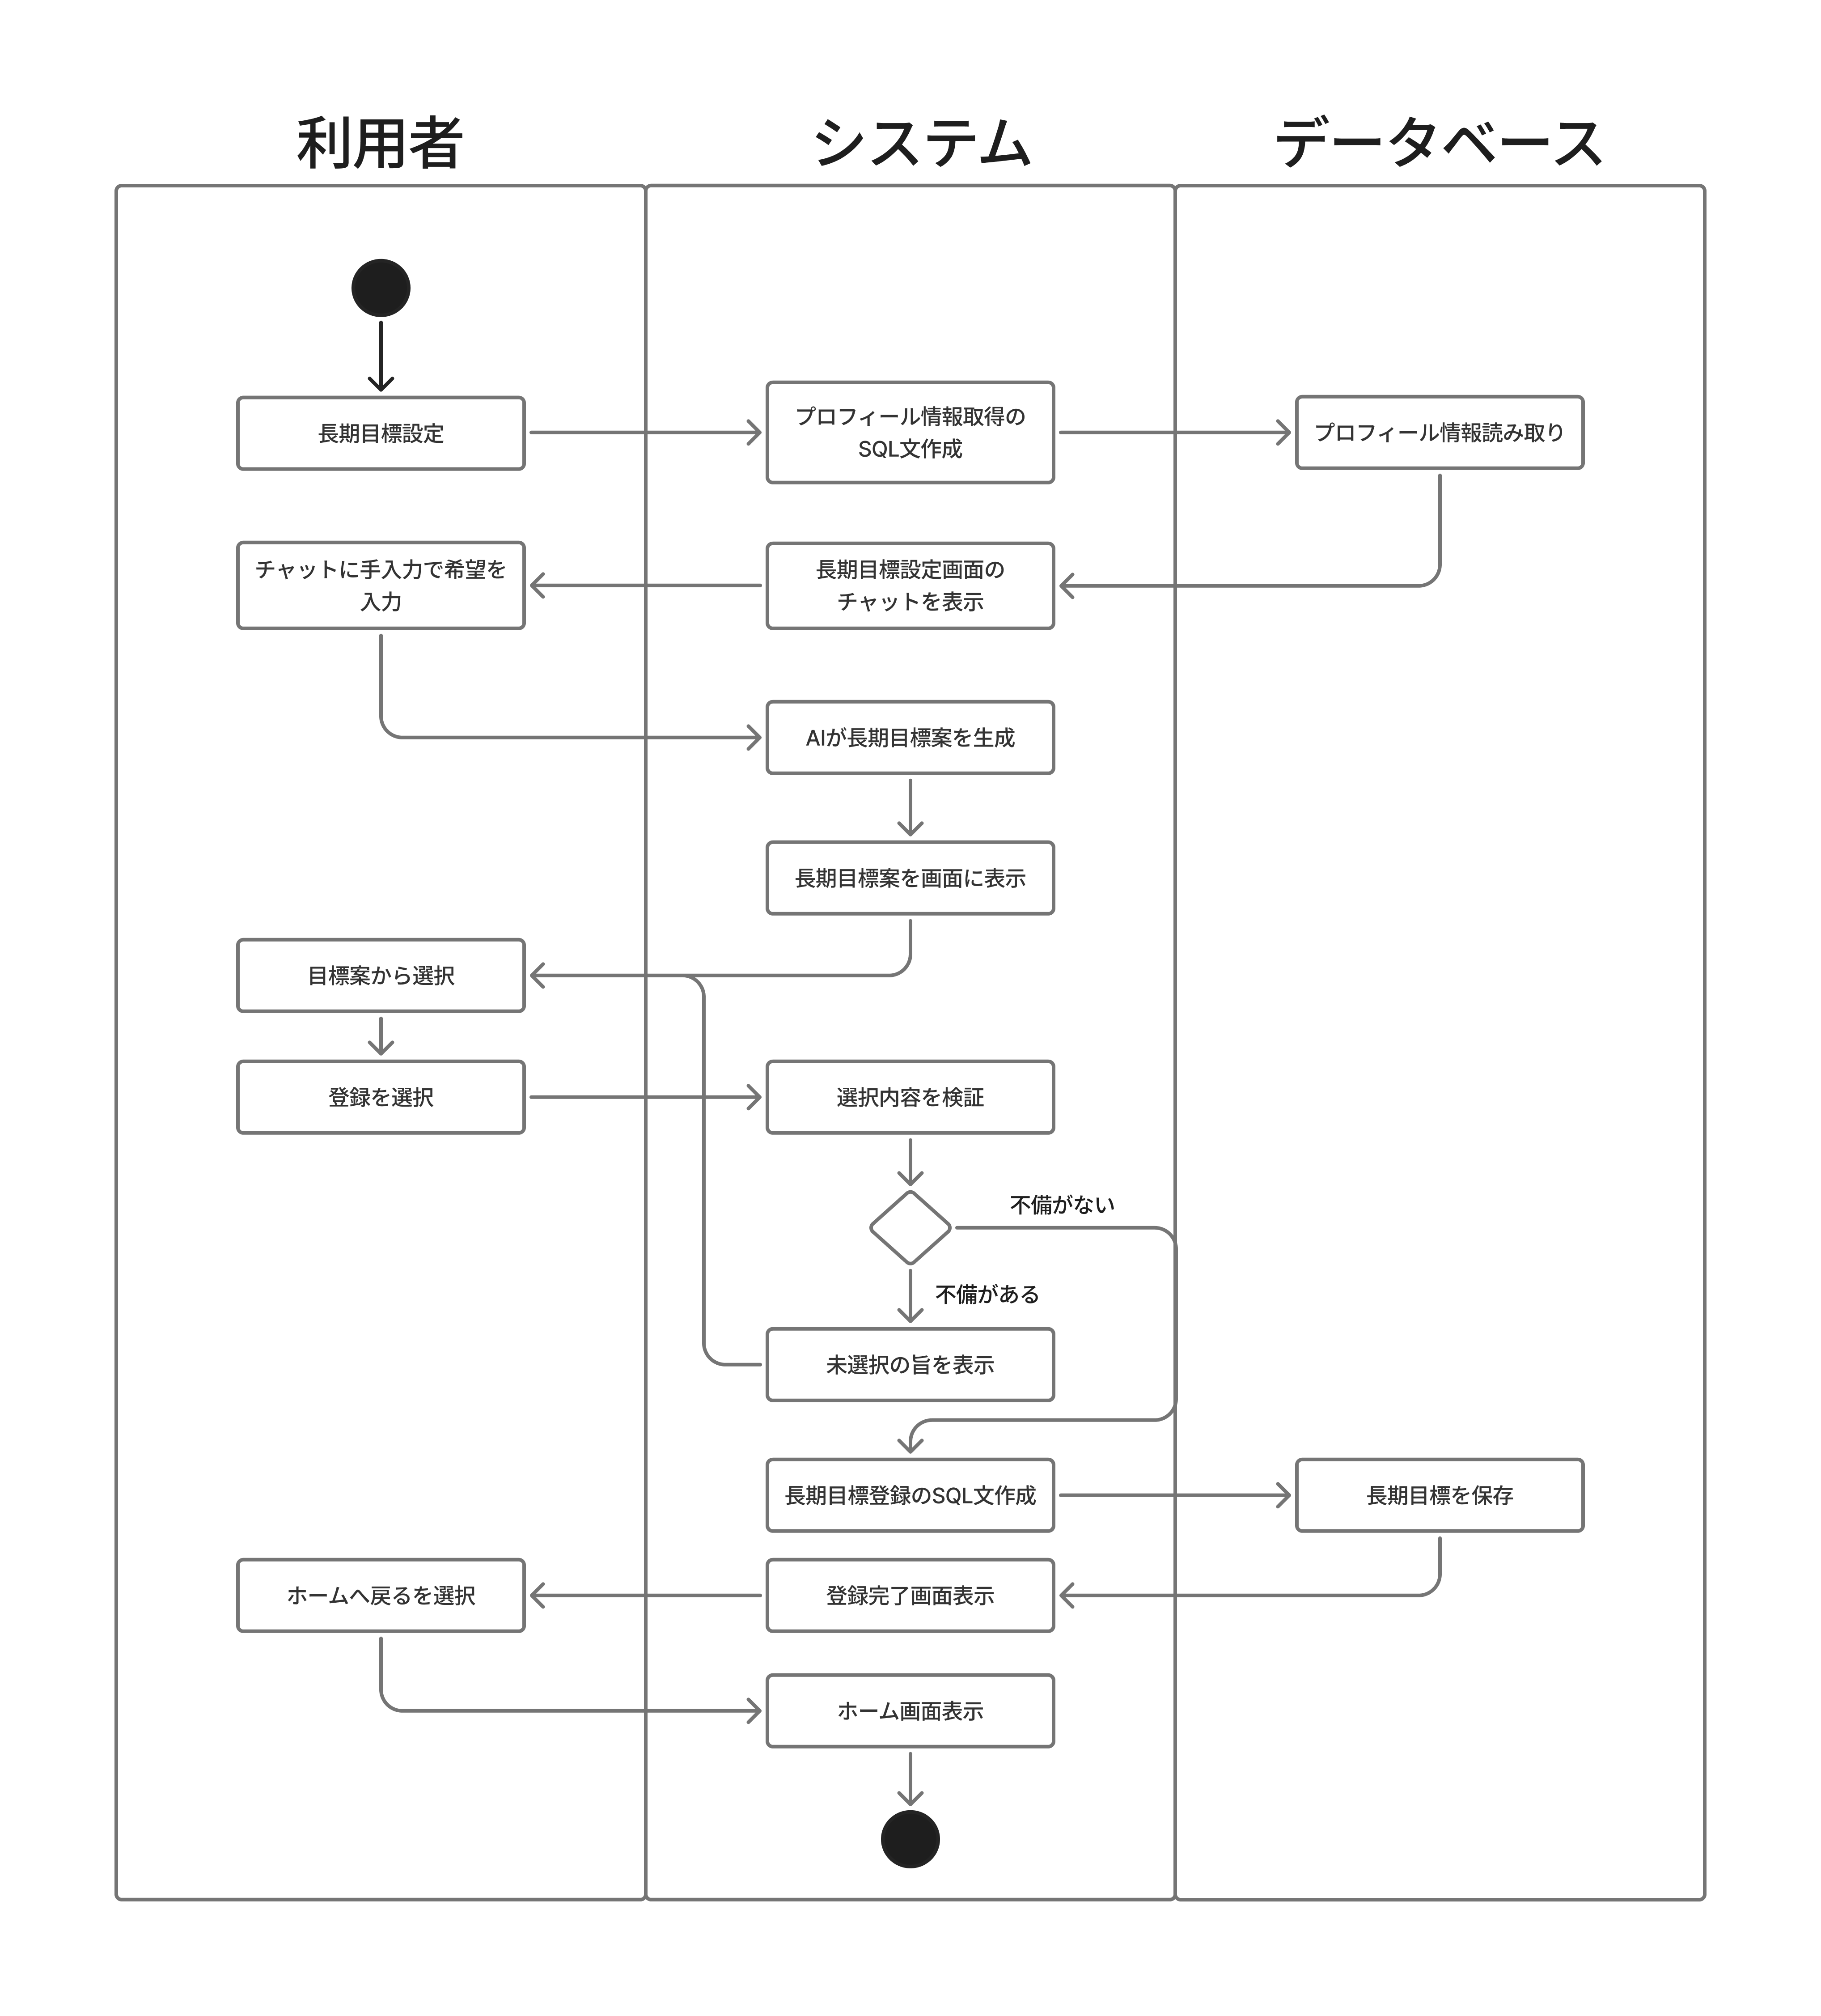 利用者
システム
データベース
長期目標設定
プロフィール情報取得の
SQL文作成
プロフィール情報読み取り
チャットに手入力で希望を
入力
長期目標設定画面の
チャットを表示
AIが長期目標案を生成
長期目標案を画面に表示
目標案から選択
登録を選択
選択内容を検証
不備がない
不備がある
未選択の旨を表示
長期目標登録のSQL文作成
長期目標を保存
ホームへ戻るを選択
登録完了画面表示
ホーム画面表示